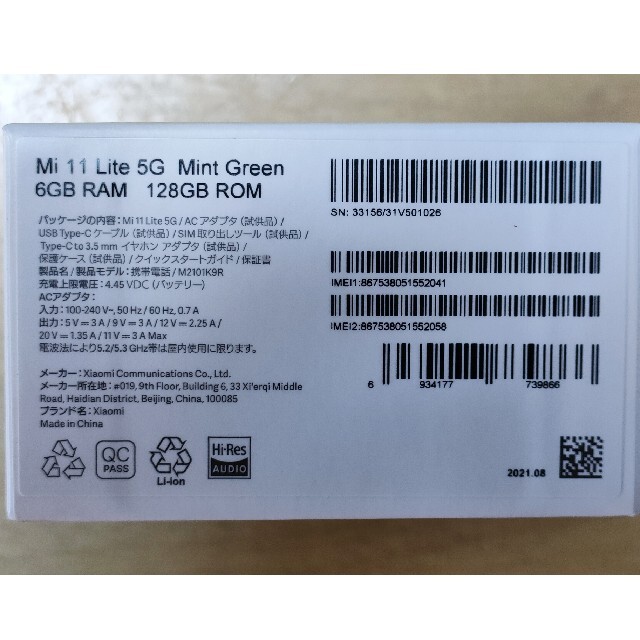 Mi 11 Lite 5G Mint Green
6GB RAM 128GB ROM
パッケージの内容：Mi 11 Lite 5G / AC アダプタ（試供品）/
USB Type-C ケーブル（試供品）/ SIM 取り出しツール（試供品）/
Type-C to 3.5 mm イヤホン アダプタ（試供品）/
保護ケース（試供品）/ クイックスタートガイド / 保証書
製品名 / 製品モデル：携帯電話 / M2101K9R
充電上限電圧：4.45 VDC (バッテリー)
ACアダプタ：
入力：100-240 V~, 50 Hz / 60 Hz, 0.7 A
出力：5 V = 3 A / 9 V = 3 A / 12 V = 2.25 A /
20 V = 1.35 A / 11 V = 3 A Max
電波法により5.2/5.3 GHz帯は屋内使用に限ります。
メーカー：Xiaomi Communications Co., Ltd.
メーカー所在地：#019, 9th Floor, Building 6, 33 Xi'erqi Middle
Road, Haidian District, Beijing, China, 100085
ブランド名：Xiaomi
Made in China
QC
PASS
Li-ion
Hi-Res
AUDIO
SN: 33156/31V501026
IMEI1:867538051552041
IMEI2:867538051552058
6 934177 739866
2021.08